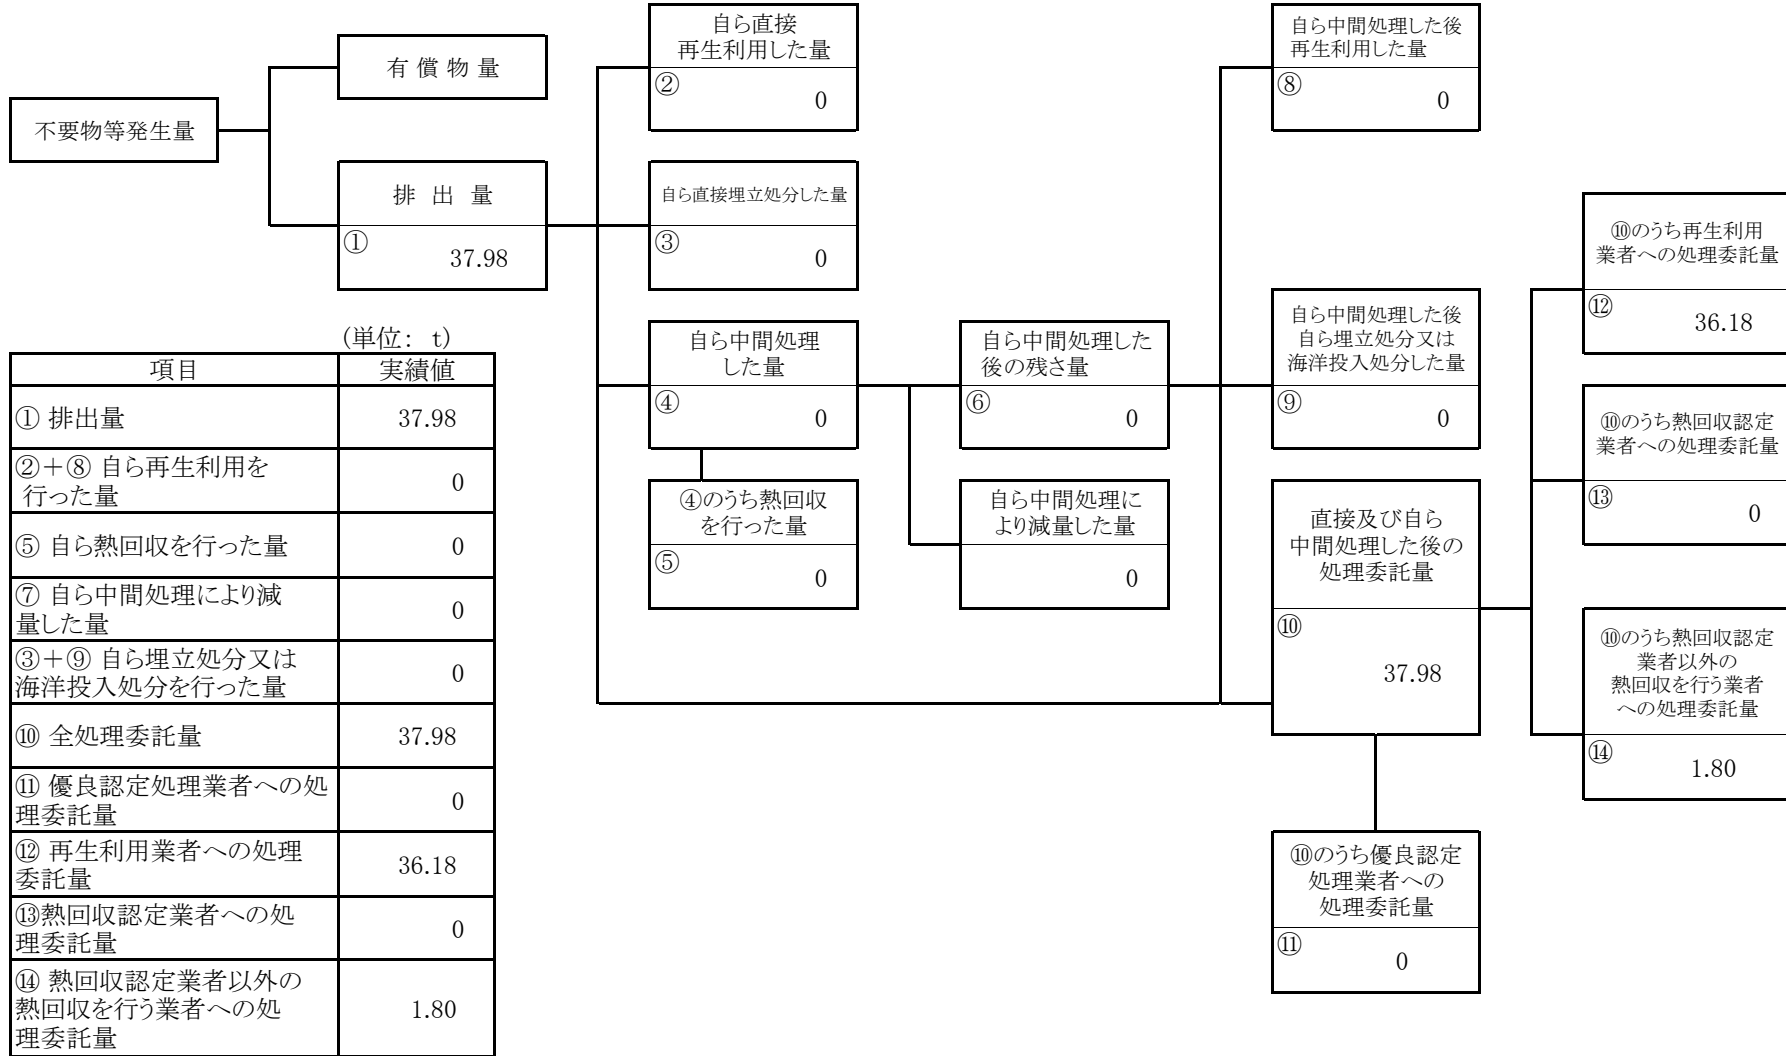 不要物等発生量
有 償 物 量
排 出 量
①
37.98
自ら直接
再生利用した量
②
0
自ら直接埋立処分した量
③
0
自ら中間処理
した量
④
0
④のうち熱回収
を行った量
⑤
0
自ら中間処理した
後の残さ量
⑥
0
自ら中間処理に
より減量した量
0
自ら中間処理した後
再生利用した量
⑧
0
自ら中間処理した後
自ら埋立処分又は
海洋投入処分した量
⑨
0
直接及び自ら
中間処理した後の
処理委託量
⑩
37.98
⑩のうち優良認定
処理業者への
処理委託量
⑪
0
⑩のうち再生利用
業者への処理委託量
⑫
36.18
⑩のうち熱回収認定
業者への処理委託量
⑬
0
⑩のうち熱回収認定
業者以外の
熱回収を行う業者
への処理委託量
⑭
1.80
(単位: t)
項目 実績値
① 排出量 37.98
②+⑧ 自ら再生利用を
行った量 0
⑤ 自ら熱回収を行った量 0
⑦ 自ら中間処理により減
量した量 0
③+⑨ 自ら埋立処分又は
海洋投入処分を行った量 0
⑩ 全処理委託量 37.98
⑪ 優良認定処理業者への処
理委託量 0
⑫ 再生利用業者への処理
委託量 36.18
⑬熱回収認定業者への処
理委託量 0
⑭ 熱回収認定業者以外の
熱回収を行う業者への処
理委託量 1.80